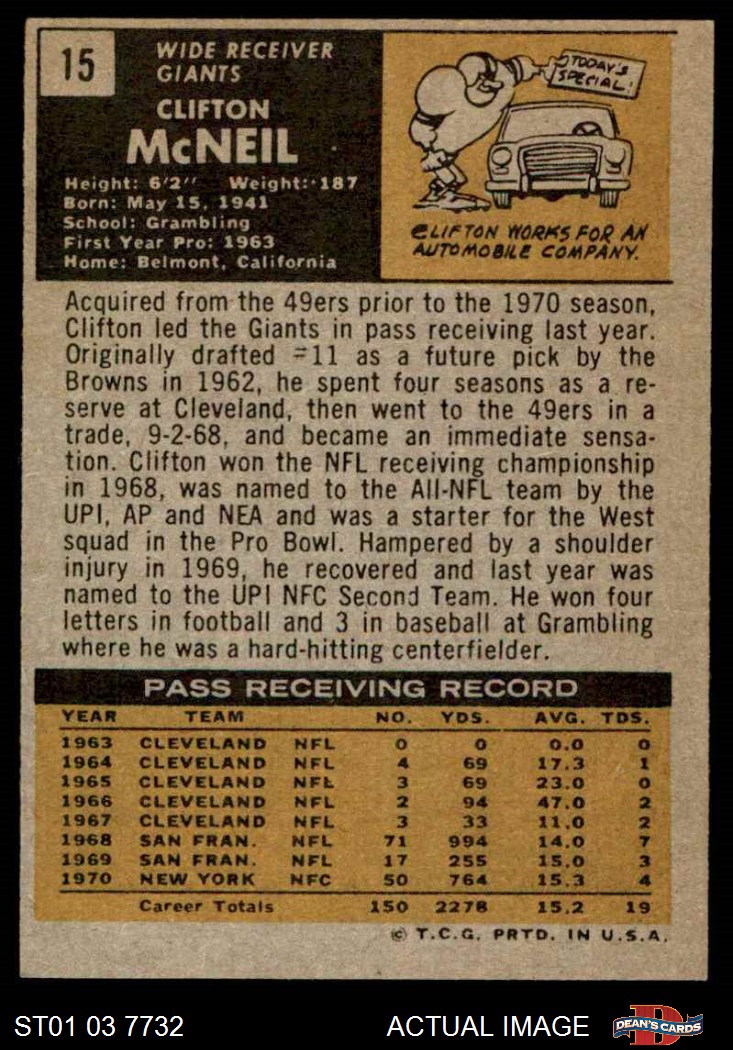 15
WIDE RECEIVER
GIANTS
CLIFTON
McNEIL
Height: 6'2" Weight: 187
Born: May 15, 1941
School: Grambling
First Year Pro: 1963
Home: Belmont, California
TODAY'S
SPECIAL!
CLIFTON WORKS FOR AN
AUTOMOBILE COMPANY.
Acquired from the 49ers prior to the 1970 season,
Clifton led the Giants in pass receiving last year.
Originally drafted #11 as a future pick by the
Browns in 1962, he spent four seasons as a re-
serve at Cleveland, then went to the 49ers in a
trade, 9-2-68, and became an immediate sensa-
tion. Clifton won the NFL receiving championship
in 1968, was named to the All-NFL team by the
UPI, AP and NEA and was a starter for the West
squad in the Pro Bowl. Hampered by a shoulder
injury in 1969, he recovered and last year was
named to the UPI NFC Second Team. He won four
letters in football and 3 in baseball at Grambling
where he was a hard-hitting centerfielder.
PASS RECEIVING RECORD
YEAR TEAM NO. YDS. AVG. TDS.
1963 CLEVELAND NFL 0 0 0.0 0
1964 CLEVELAND NFL 4 69 17.3 1
1965 CLEVELAND NFL 3 69 23.0 0
1966 CLEVELAND NFL 2 94 47.0 2
1967 CLEVELAND NFL 3 33 11.0 2
1968 SAN FRAN. NFL 71 994 14.0 7
1969 SAN FRAN. NFL 17 255 15.0 3
1970 NEW YORK NFC 50 764 15.3 4
Career Totals 150 2278 15.2 19
© T.C.G. PRTD. IN U.S.A.
ST01 03 7732 ACTUAL IMAGE D DEAN'S CARDS